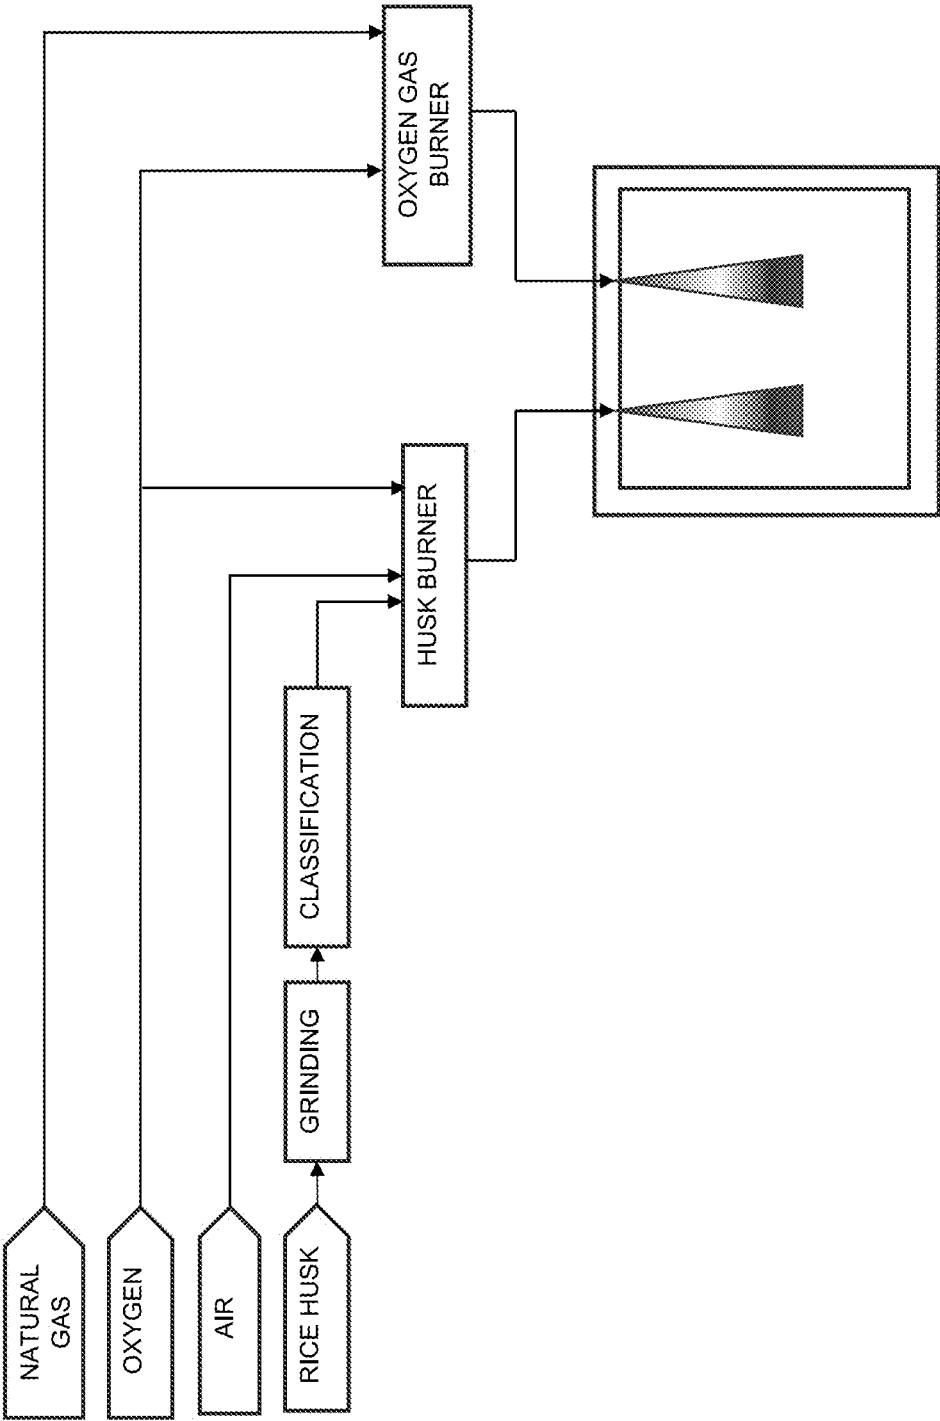 NATURAL
GAS
OXYGEN
AIR
RICE HUSK
GRINDING
CLASSIFICATION
HUSK BURNER
OXYGEN GAS
BURNER